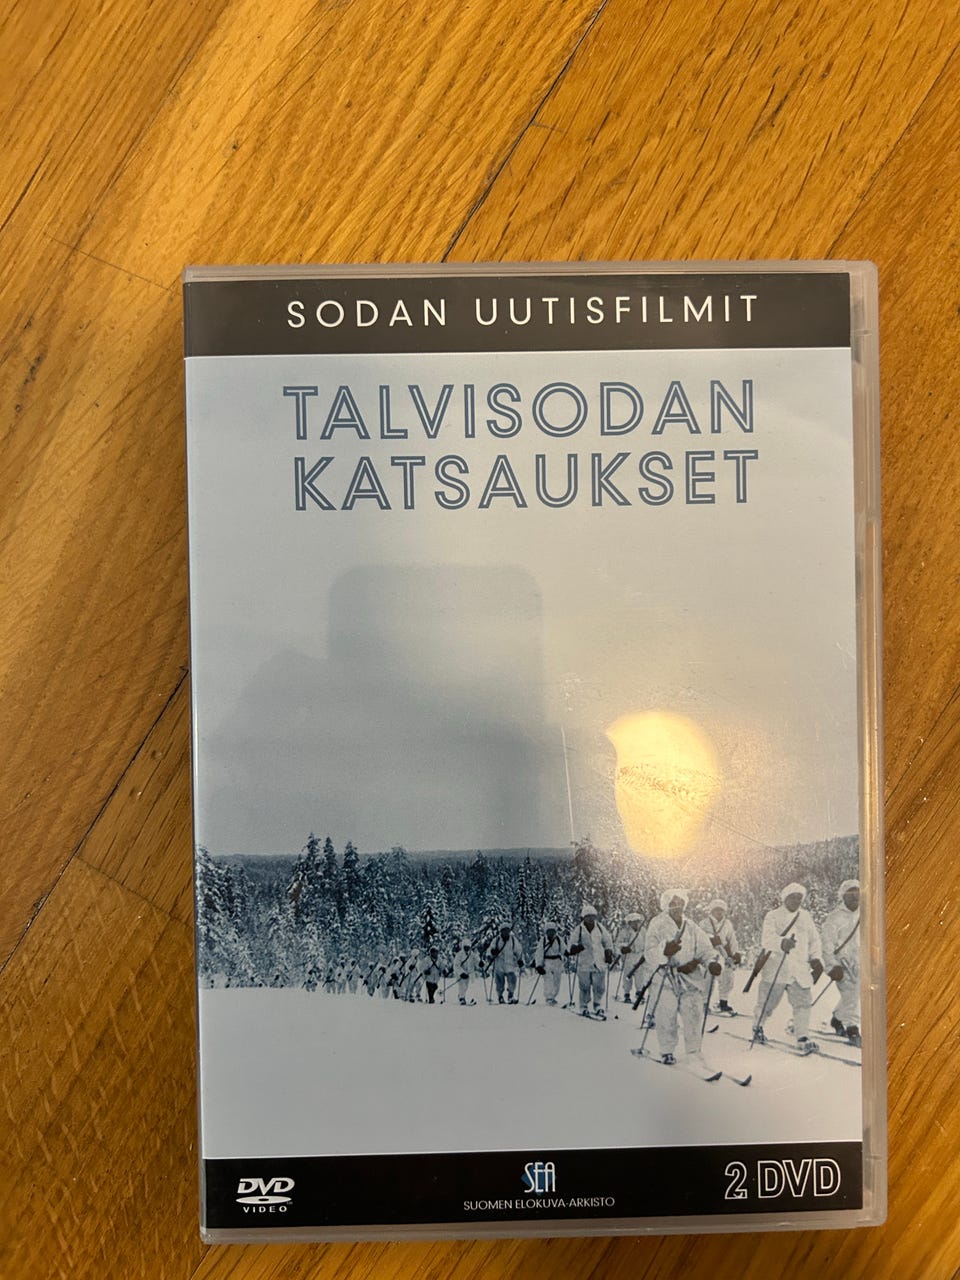 SODAN UUTISFILMIT
TALVISODAN
KATSAUKSET
DVD
VIDEO
SEA
SUOMEN ELOKUVA-ARKISTO
2 DVD